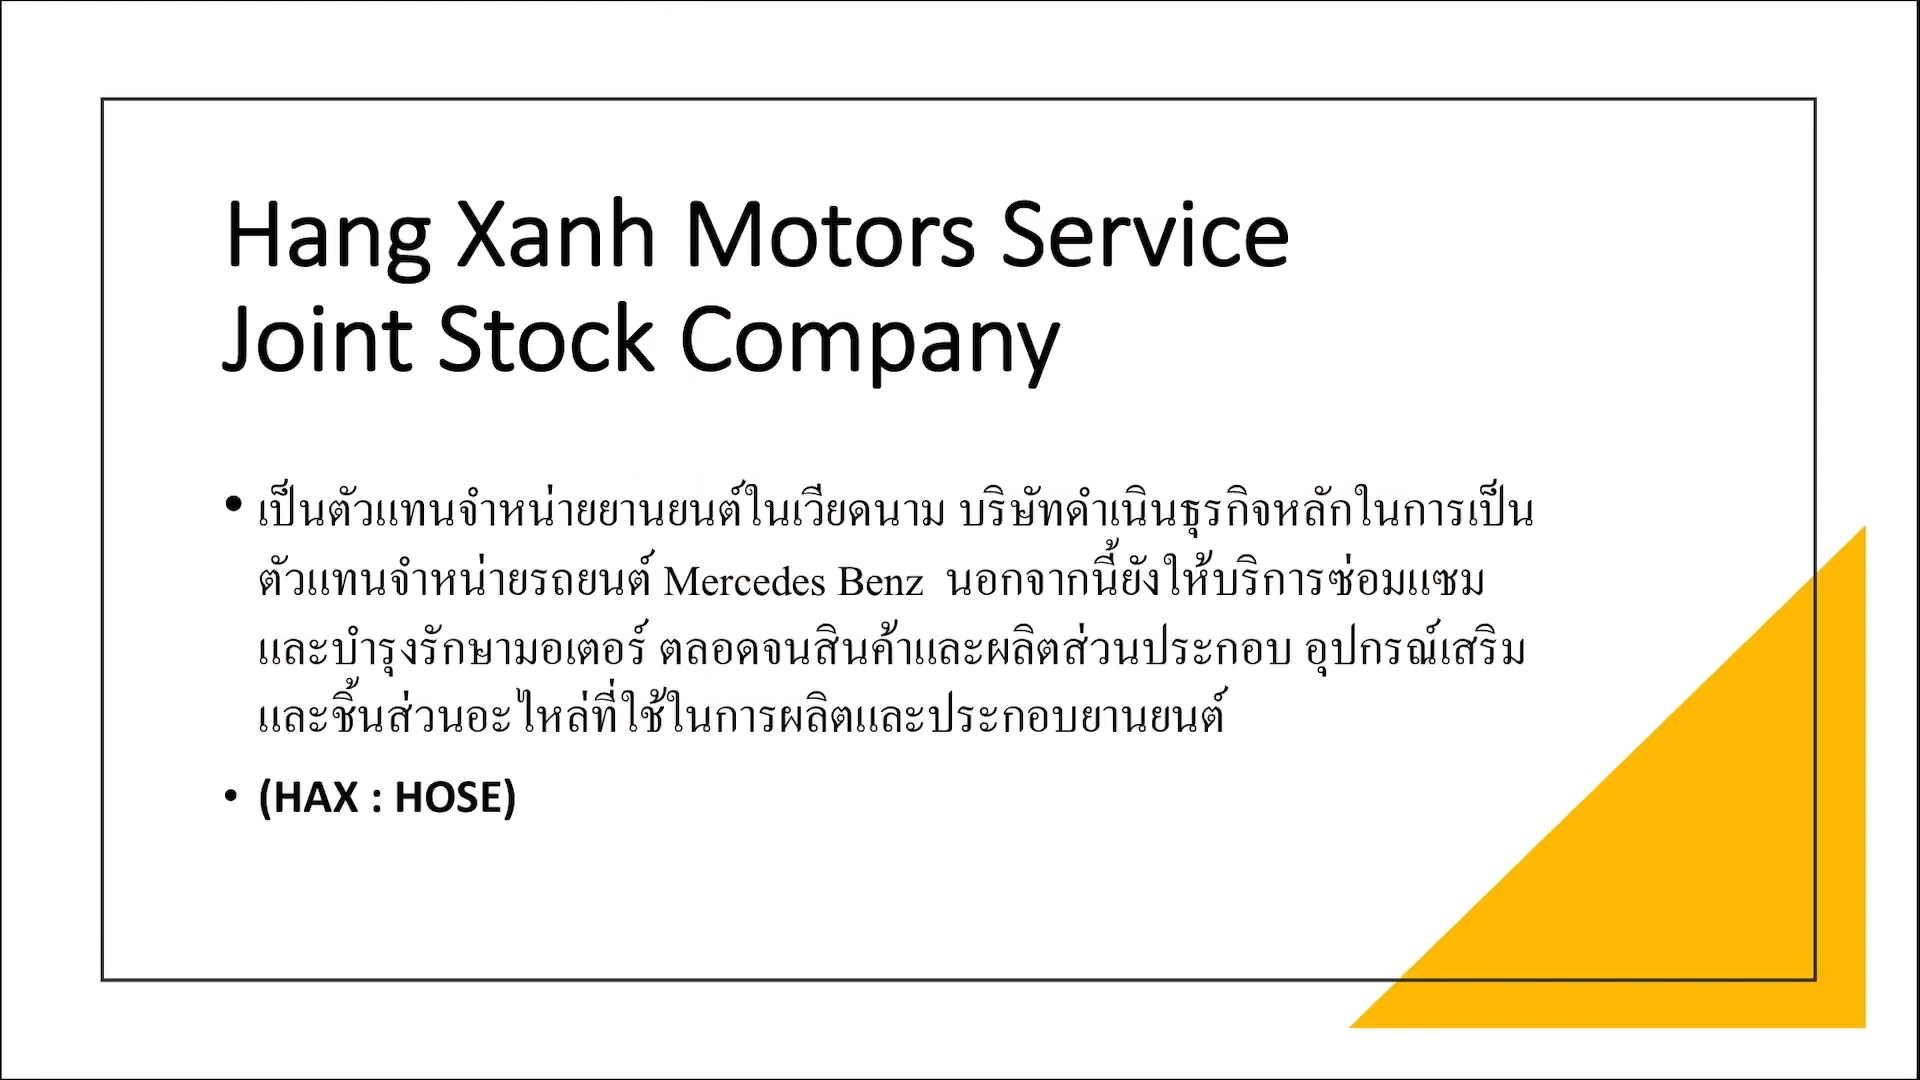 Hang Xanh Motors Service
Joint Stock Company
• เป็นตัวแทนจำหน่ายยานยนต์ในเวียดนาม บริษัทดำเนินธุรกิจหลักในการเป็น
ตัวแทนจำหน่ายรถยนต์ Mercedes Benz นอกจากนี้ยังให้บริการซ่อมแซม
และบำรุงรักษามอเตอร์ ตลอดจนสินค้าและผลิตส่วนประกอบ อุปกรณ์เสริม
และชิ้นส่วนอะไหล่ที่ใช้ในการผลิตและประกอบยานยนต์
• (HAX : HOSE)